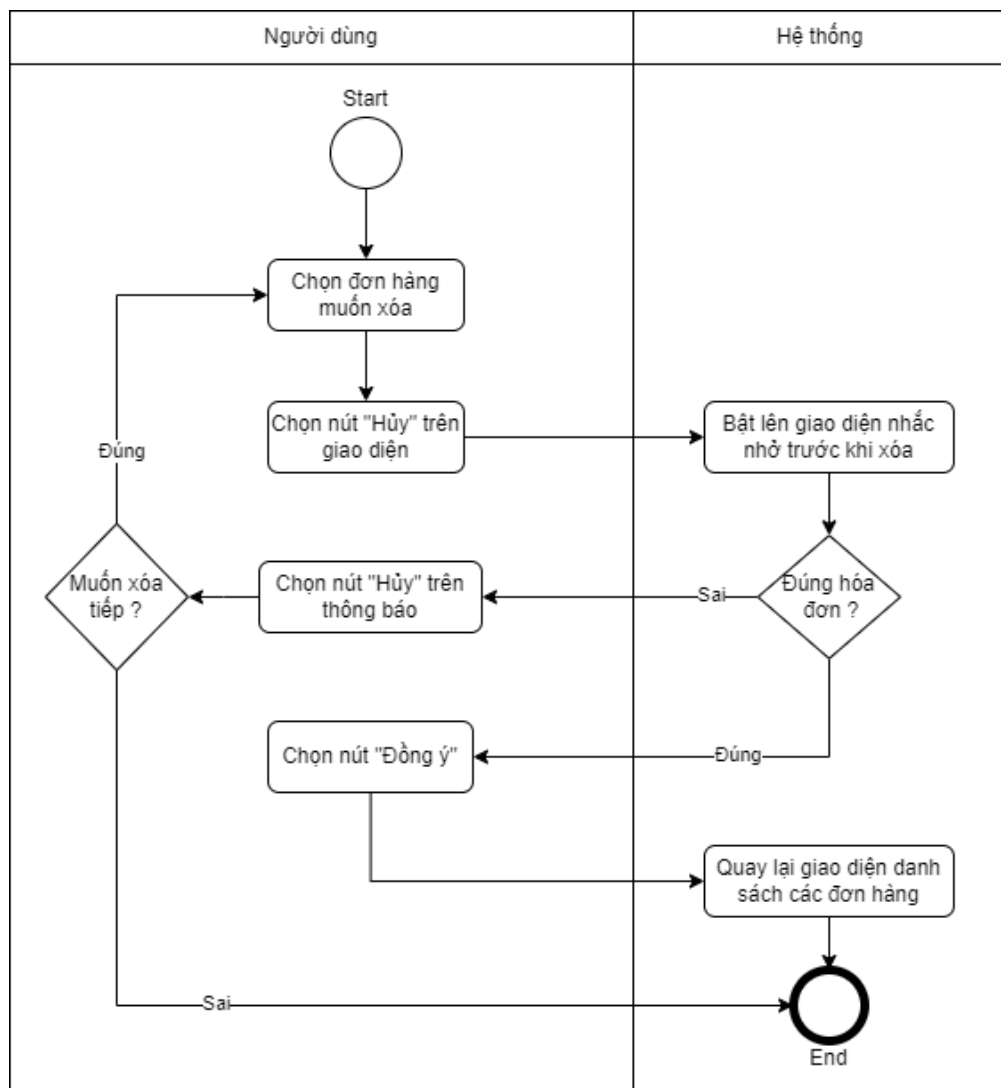 Người dùng
Hệ thống
Start
Chọn đơn hàng
muốn xóa
Chọn nút "Hủy" trên
giao diện
Bật lên giao diện nhắc
nhở trước khi xóa
Đúng
Muốn xóa
tiếp ?
Chọn nút "Hủy" trên
thông báo
Sai
Đúng hóa
đơn ?
Chọn nút "Đồng ý"
Đúng
Quay lại giao diện danh
sách các đơn hàng
Sai
End